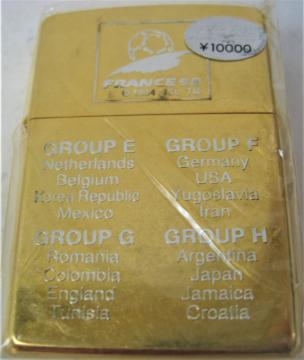 ¥10000
FRANCE 98
GROUP E
Netherlands
Belgium
Korea Republic
Mexico
GROUP F
Germany
USA
Yugoslavia
Iran
GROUP G
Romania
Colombia
England
Tunisia
GROUP H
Argentina
Japan
Jamaica
Croatia